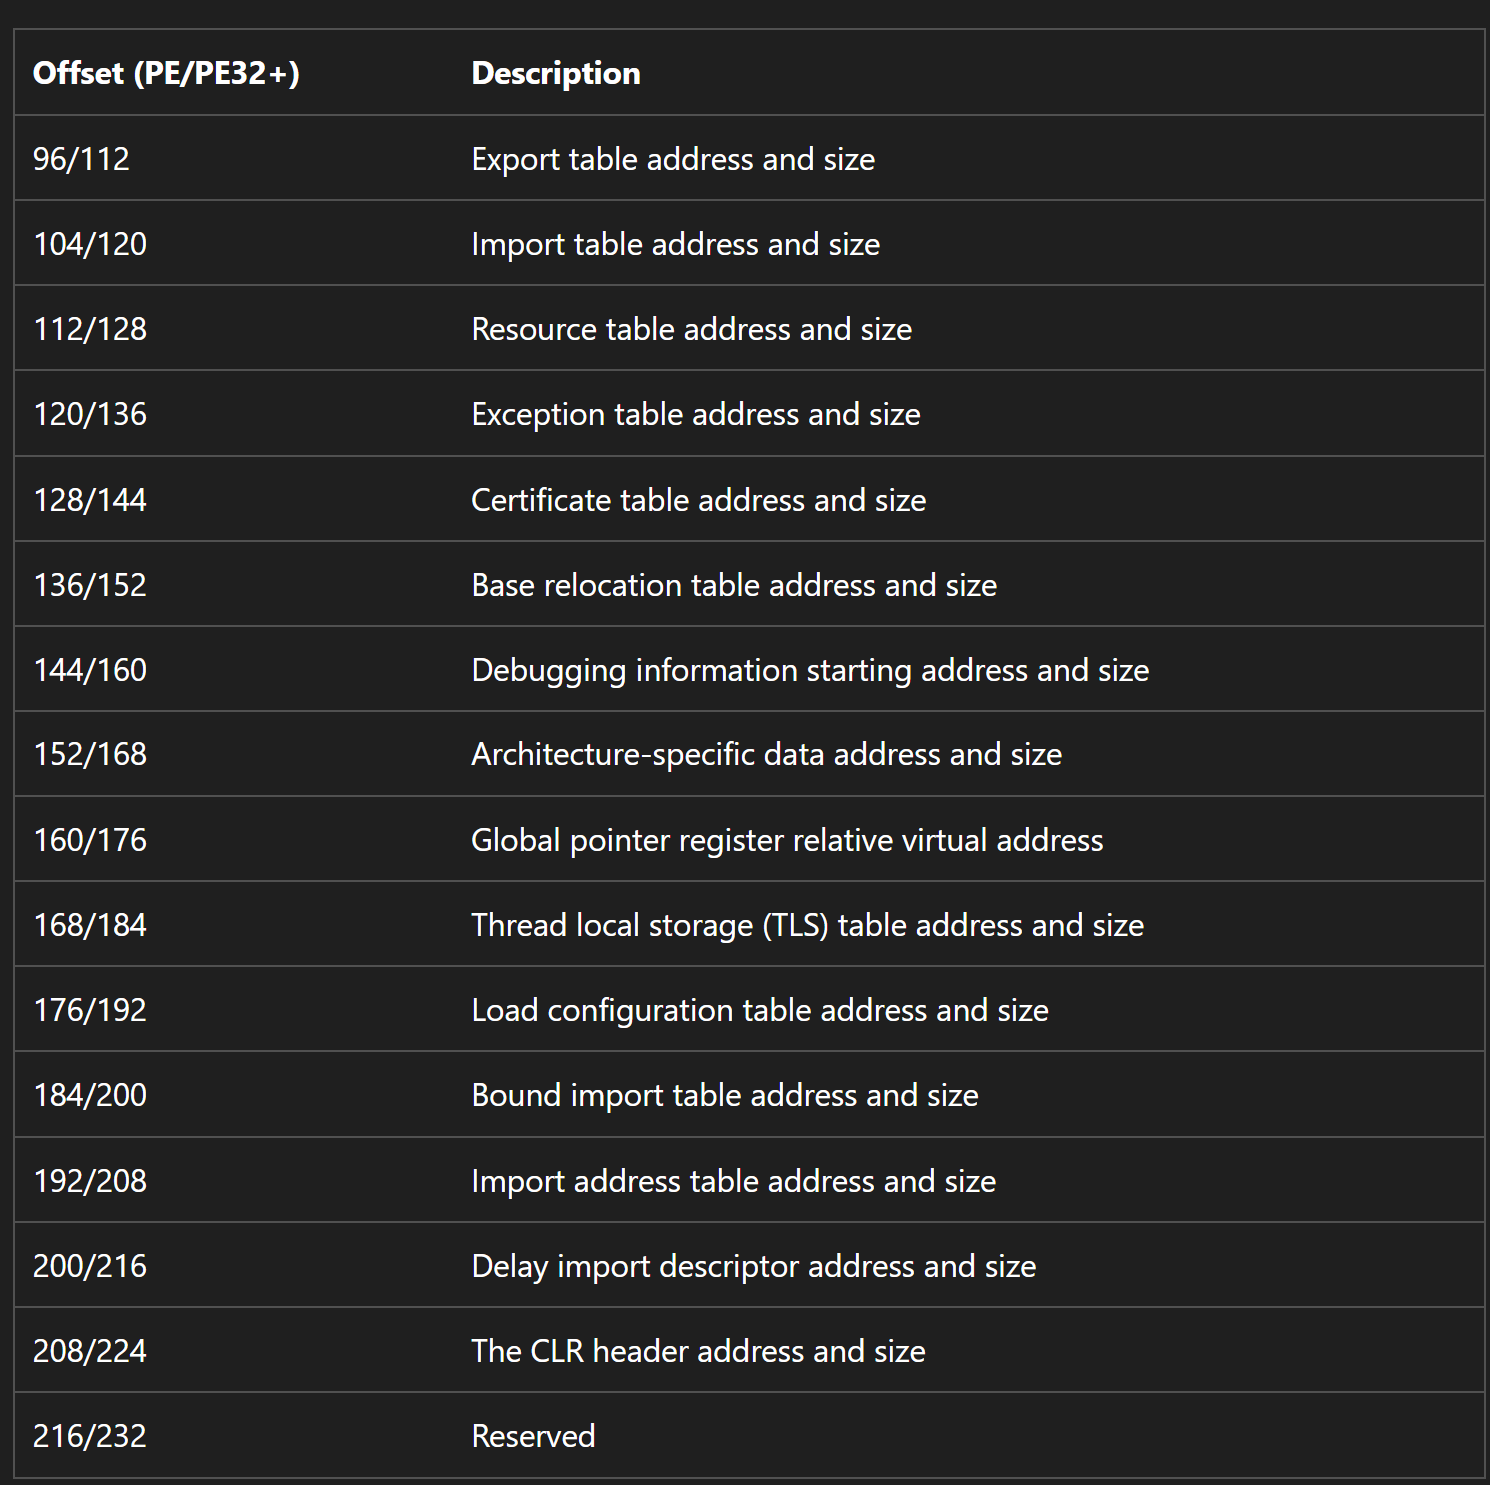 Offset (PE/PE32+) Description
96/112 Export table address and size
104/120 Import table address and size
112/128 Resource table address and size
120/136 Exception table address and size
128/144 Certificate table address and size
136/152 Base relocation table address and size
144/160 Debugging information starting address and size
152/168 Architecture-specific data address and size
160/176 Global pointer register relative virtual address
168/184 Thread local storage (TLS) table address and size
176/192 Load configuration table address and size
184/200 Bound import table address and size
192/208 Import address table address and size
200/216 Delay import descriptor address and size
208/224 The CLR header address and size
216/232 Reserved